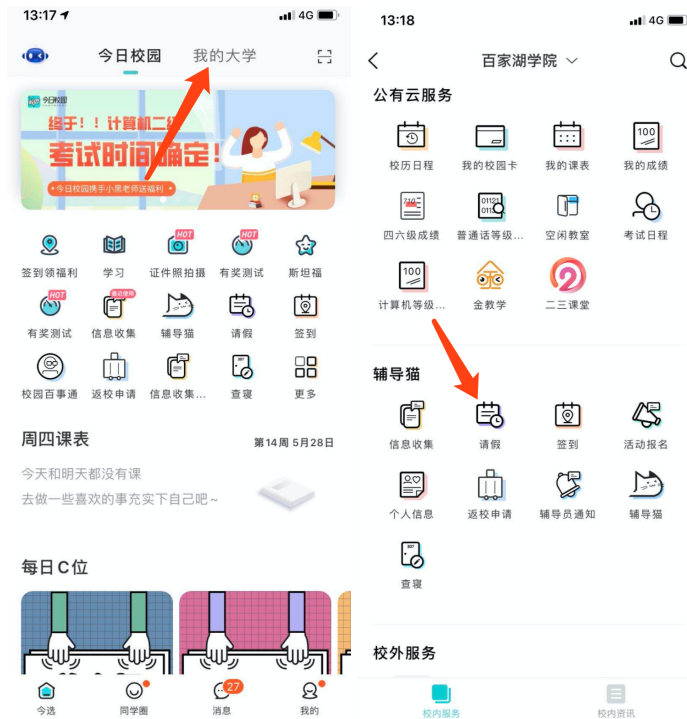 13:17
4G
今日校园
我的大学
今日校园
终于！！计算机二级
考试时间确定！
•今日校园携手小黑老师送福利•
HOT
HOT
签到领福利
学习
证件照拍摄
有奖测试
斯坦福
HOT
最近使用
有奖测试
信息收集
辅导猫
请假
签到
校园百事通
返校申请
信息收集...
查寝
更多
周四课表
第14周 5月28日
今天和明天都没有课
去做一些喜欢的事充实下自己吧~
每日C位
27
今选
同学圈
消息
我的
13:18
4G
百家湖学院
公有云服务
100
校历日程
我的校园卡
我的课表
我的成绩
710
四六级成绩
普通话等级...
空闲教室
考试日程
100
计算机等级...
金教学
二三课堂
辅导猫
信息收集
请假
签到
活动报名
个人信息
返校申请
辅导员通知
辅导猫
查寝
校外服务
校内服务
校内资讯